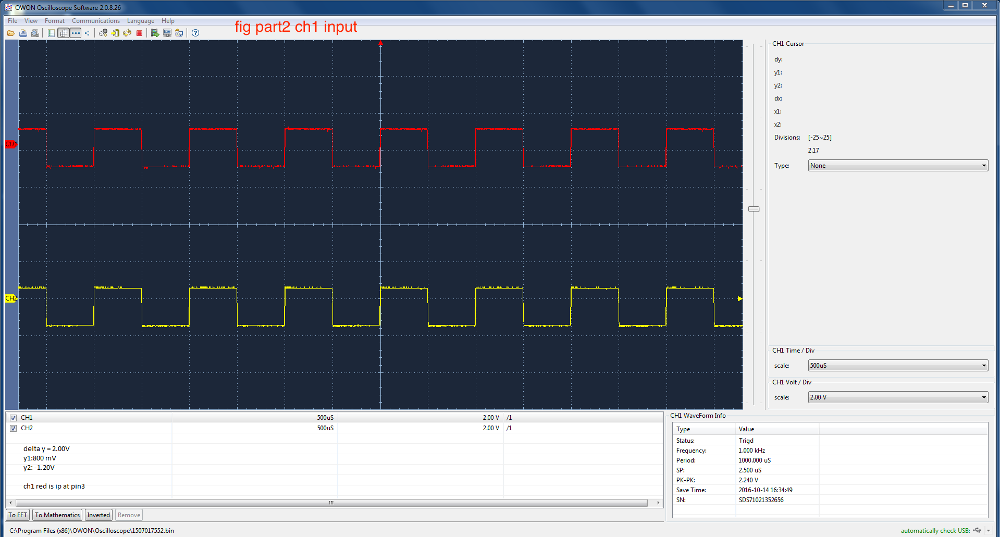 OWON Oscilloscope Software 2.0.8.26
File View Format Communications Language Help
fig part2 ch1 input
CH1
CH2
CH1 Cursor
dy:
y1:
y2:
dx:
x1:
x2:
Divisions: [-25~25]
2.17
Type: None
CH1 Time / Div
scale: 500uS
CH1 Volt / Div
scale: 2.00 V
CH1 500uS 2.00 V /1
CH2 500uS 2.00 V /1
delta y = 2.00V
y1:800 mV
y2: -1.20V
ch1 red is ip at pin3
To FFT To Mathematics Inverted Remove
CH1 WaveForm Info
Type Value
Status: Trigd
Frequency: 1.000 kHz
Period: 1000.000 uS
SP: 2.500 uS
PK-PK: 2.240 V
Save Time: 2016-10-14 16:34:49
SN: SDS71021352656
C:\Program Files (x86)\OWON\Oscilloscope\1507017552.bin
automatically check USB: